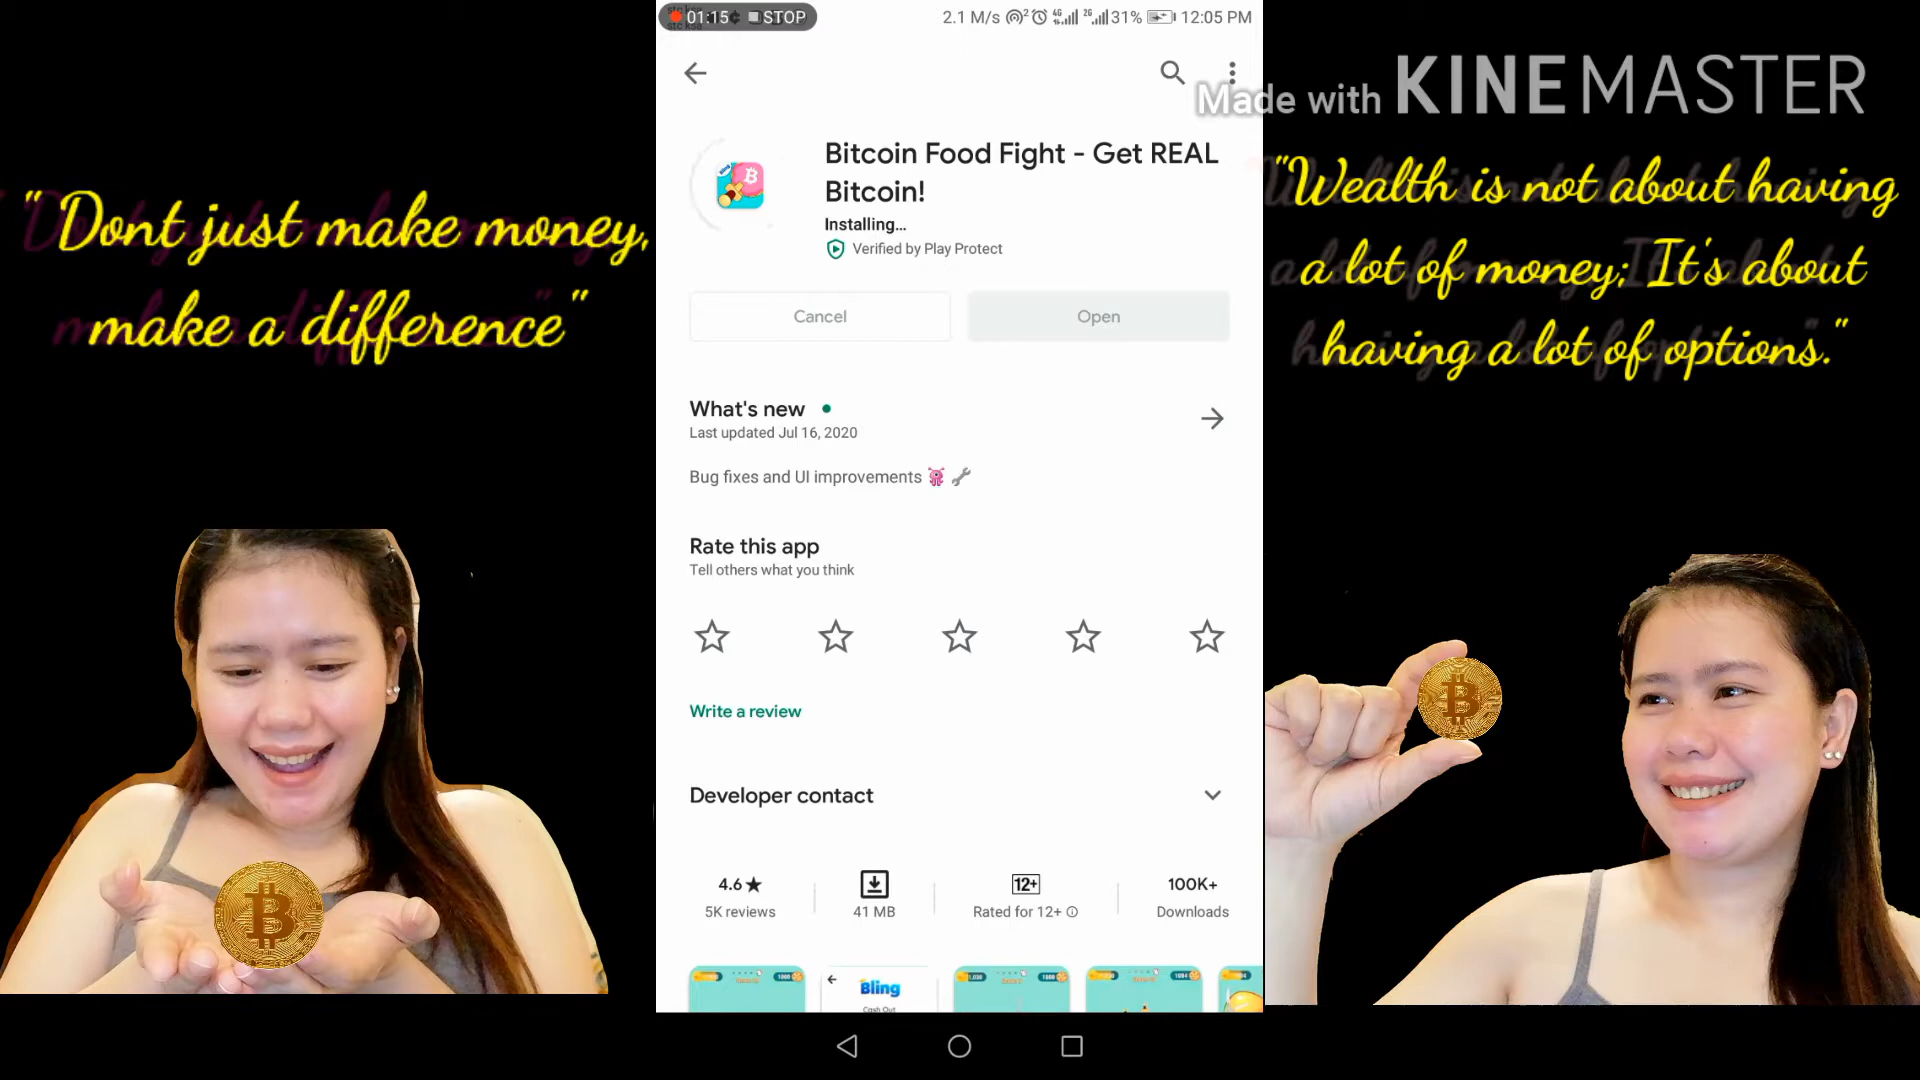 01:15 STOP
2.1 M/s 4G 2G 31% 12:05 PM
Made with KINEMASTER
"Dont just make money,
make a difference"
Bitcoin Food Fight - Get REAL
Bitcoin!
Installing...
Verified by Play Protect
Cancel
Open
What's new
Last updated Jul 16, 2020
Bug fixes and UI improvements
Rate this app
Tell others what you think
Write a review
Developer contact
4.6★
5K reviews
41 MB
12+
Rated for 12+
100K+
Downloads
Bling
Cash Out
"Wealth is not about having
a lot of money; It's about
having a lot of options."